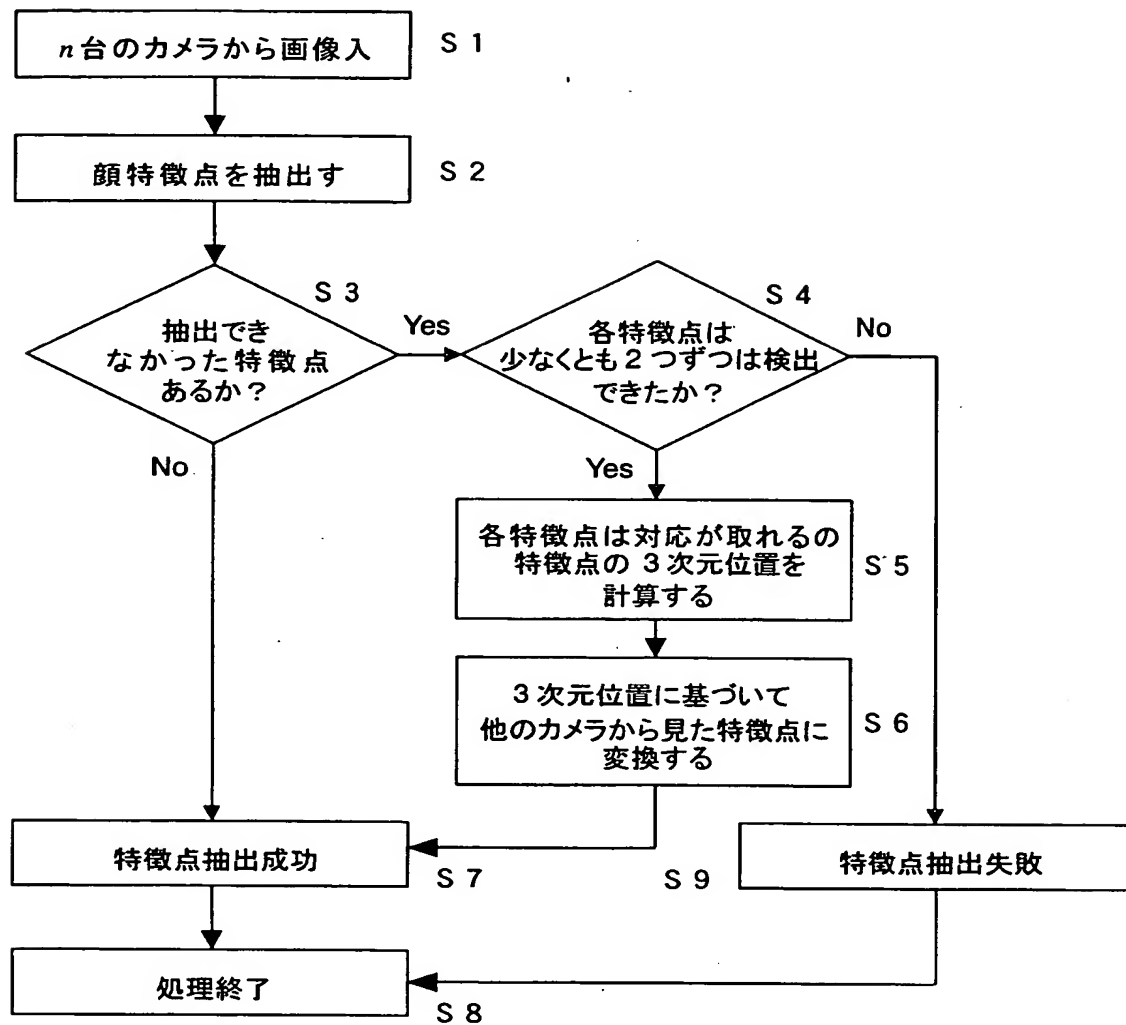 n台のカメラから画像入
S 1
顔特徴点を抽出す
S 2
S 3
抽出でき
なかった特徴点
あるか?
Yes
No
S 4
各特徴点は
少なくとも2つずつは検出
できたか?
No
Yes
各特徴点は対応が取れるの
特徴点の3次元位置を
計算する
S 5
3次元位置に基づいて
他のカメラから見た特徴点に
変換する
S 6
特徴点抽出成功
S 7
S 9
特徴点抽出失敗
処理終了
S 8